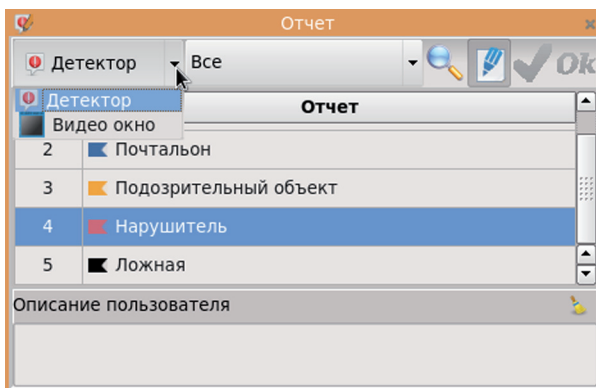 Отчет
Детектор Все Ok
Детектор
Видео окно
Отчет
2 Почтальон
3 Подозрительный объект
4 Нарушитель
5 Ложная
Описание пользователя